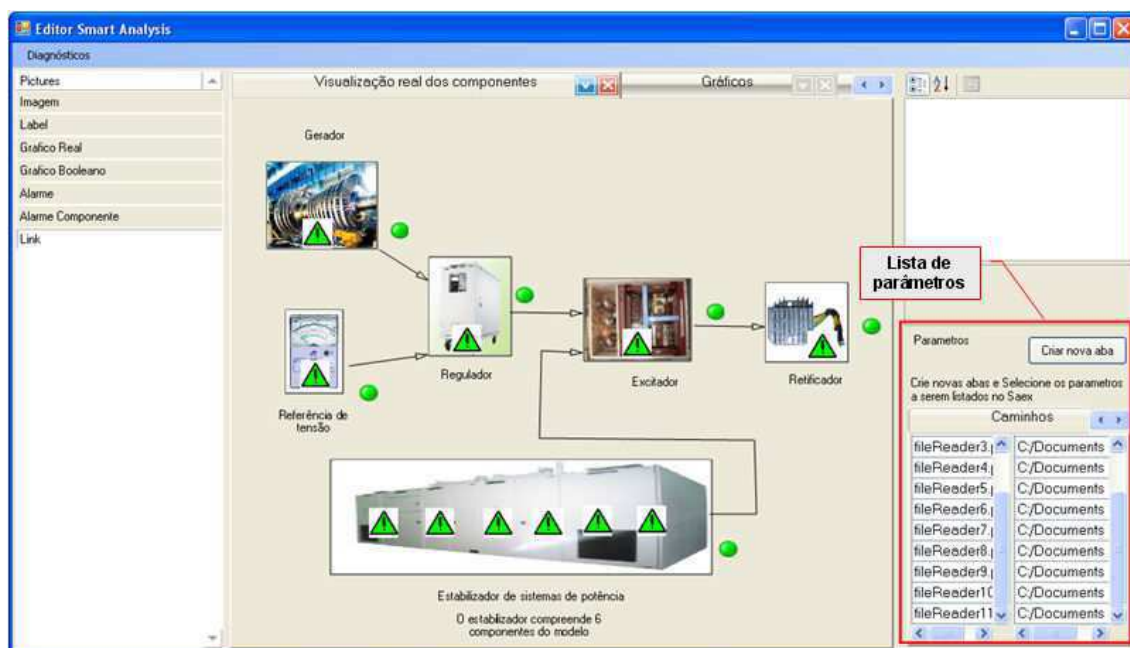 Editor Smart Analysis
Diagnósticos
Pictures
Imagem
Label
Grafico Real
Grafico Booleano
Alarme
Alarme Componente
Link
Visualização real dos componentes
Gráficos
Gerador
Regulador
Referência de
tensão
Excitador
Retificador
Estabilizador de sistemas de potência
O estabilizador compreende 6
componentes do modelo
Lista de
parâmetros
Parametros
Criar nova aba
Crie novas abas e Selecione os parametros
a serem listados no Saex
Caminhos
fileReader3.p C:/Documents
fileReader4.p C:/Documents
fileReader5.p C:/Documents
fileReader6.p C:/Documents
fileReader7.p C:/Documents
fileReader8.p C:/Documents
fileReader9.p C:/Documents
fileReader10 C:/Documents
fileReader11 C:/Documents